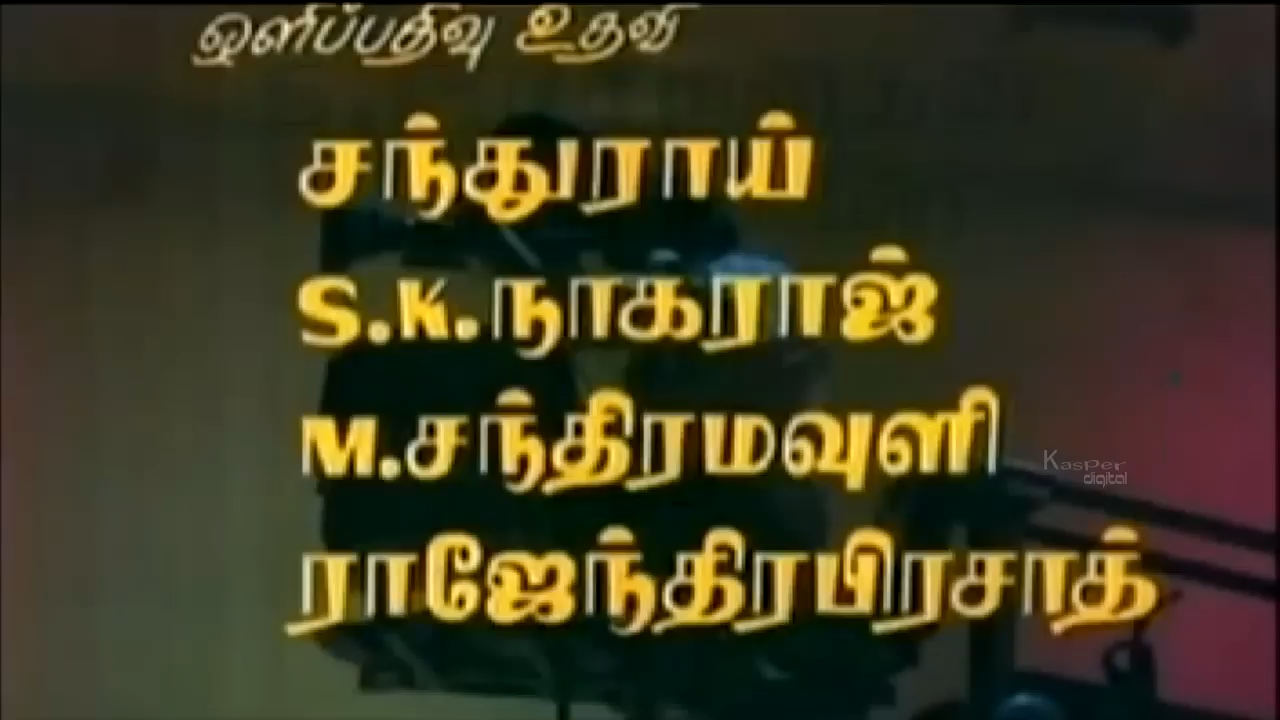 ஒளிப்பதிவு உதவி
சந்துராய்
S.K.நாகராஜ்
M.சந்திரமவுளி
ராஜேந்திரபிரசாத்
KasPer
digital